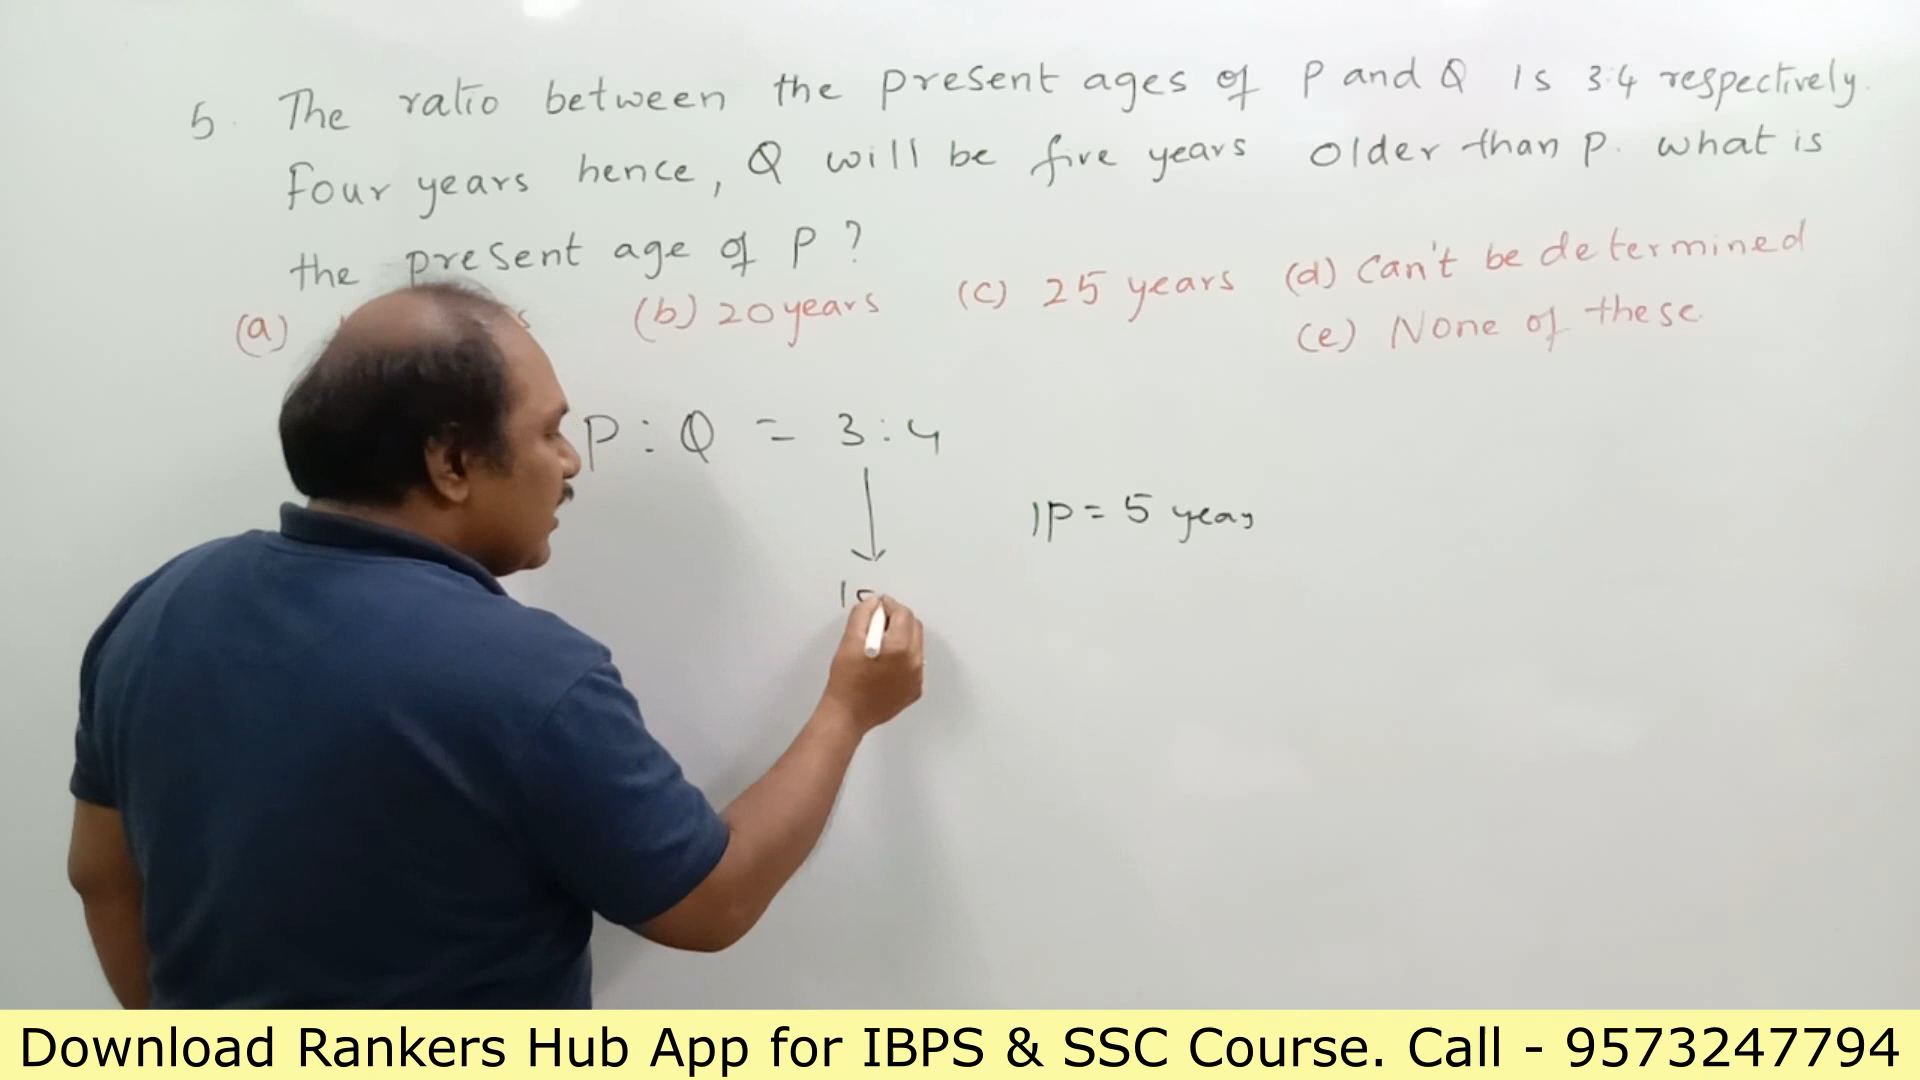 5. The ratio between the present ages of P and Q is 3:4 respectively.
Four years hence, Q will be five years older than P. what is
the present age of P?
(a) (b) 20 years (c) 25 years (d) Can't be determined
(e) None of these
P : Q = 3 : 4
1P = 5 years
Download Rankers Hub App for IBPS & SSC Course. Call - 9573247794